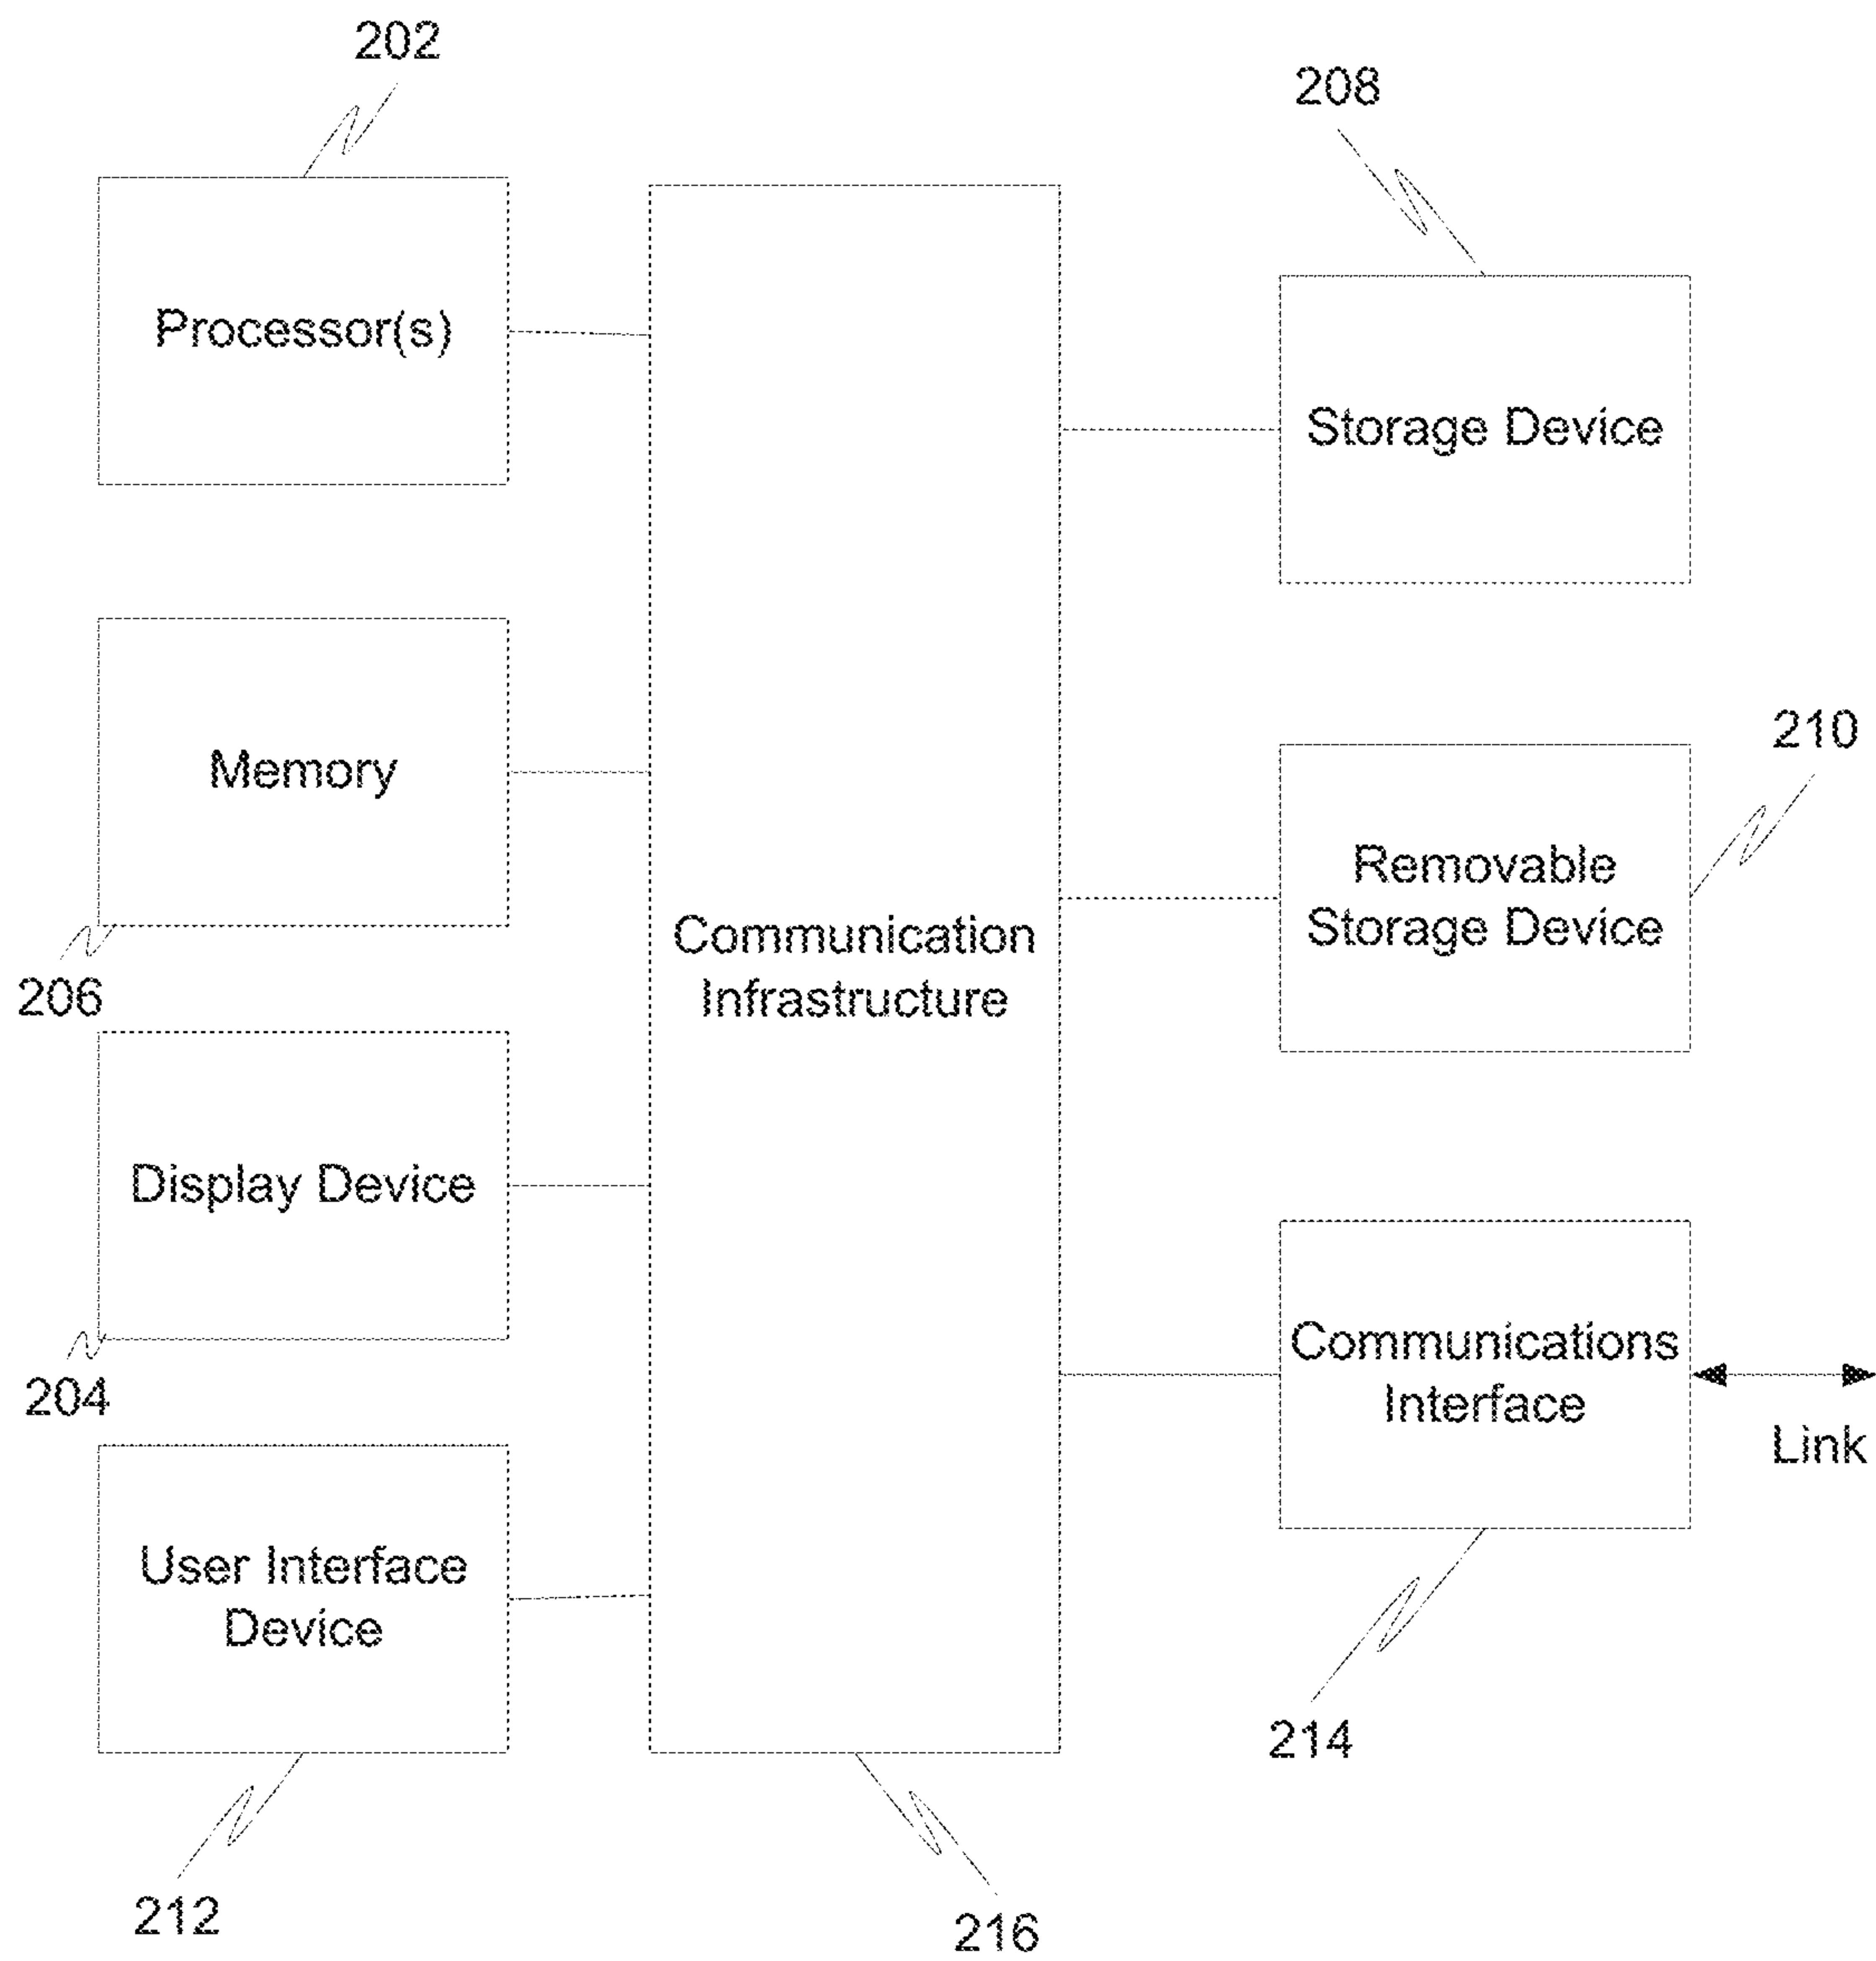 202
208
Processor(s)
Storage Device
210
Memory
Removable
Storage Device
206
Communication
Infrastructure
Display Device
204
Communications
Interface
Link
User Interface
Device
214
212
216